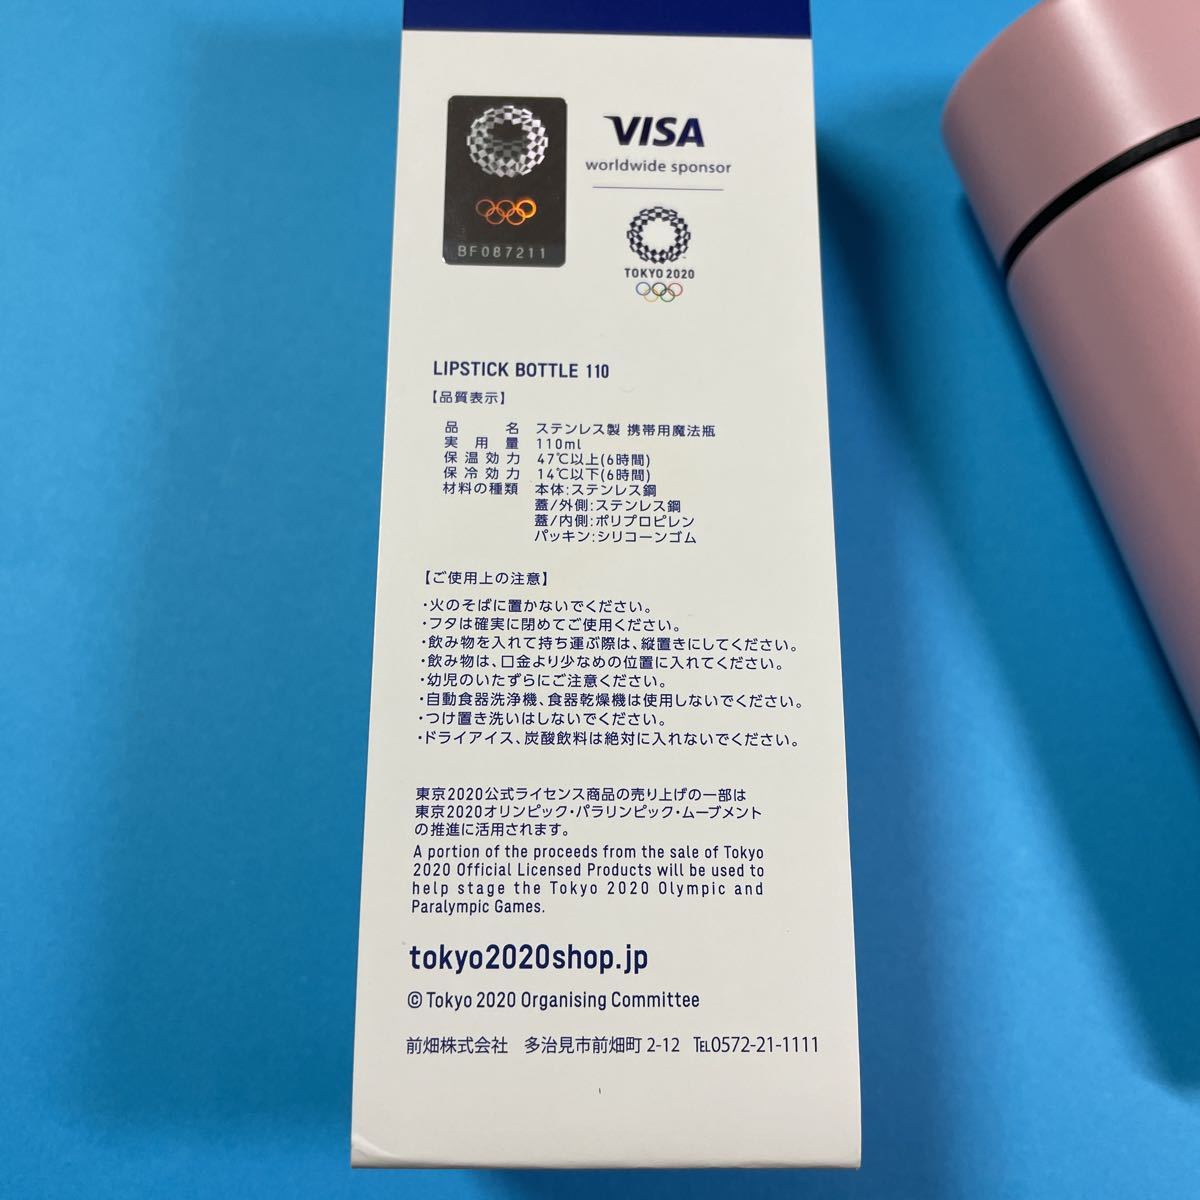 BF087211
VISA
worldwide sponsor
TOKYO 2020
LIPSTICK BOTTLE 110
【品質表示】
品名 ステンレス製 携帯用魔法瓶
実用量 110ml
保温効力 47℃以上(6時間)
保冷効力 14℃以下(6時間)
材料の種類 本体:ステンレス鋼
蓋/外側:ステンレス鋼
蓋/内側:ポリプロピレン
パッキン:シリコーンゴム
【ご使用上の注意】
・火のそばに置かないでください。
・フタは確実に閉めてご使用ください。
・飲み物を入れて持ち運ぶ際は、縦置きにしてください。
・飲み物は、口金より少なめの位置に入れてください。
・幼児のいたずらにご注意ください。
・自動食器洗浄機、食器乾燥機は使用しないでください。
・つけ置き洗いはしないでください。
・ドライアイス、炭酸飲料は絶対に入れないでください。
東京2020公式ライセンス商品の売り上げの一部は
東京2020オリンピック・パラリンピック・ムーブメント
の推進に活用されます。
A portion of the proceeds from the sale of Tokyo
2020 Official Licensed Products will be used to
help stage the Tokyo 2020 Olympic and
Paralympic Games.
tokyo2020shop.jp
© Tokyo 2020 Organising Committee
前畑株式会社 多治見市前畑町 2-12 TEL0572-21-1111